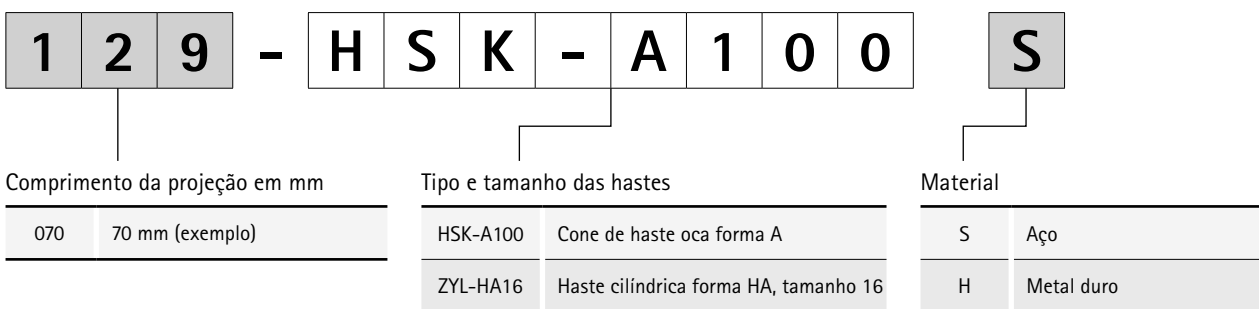 129-HSK-A100 S
Comprimento da projeção em mm
Tipo e tamanho das hastes
Material
070 70 mm (exemplo)
HSK-A100 Cone de haste oca forma A
S Aço
ZYL-HA16 Haste cilíndrica forma HA, tamanho 16
H Metal duro